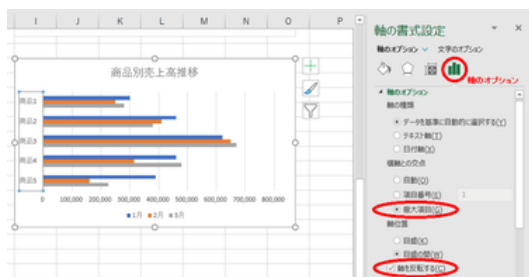 I J K L M N O P
軸の書式設定
軸のオプション 文字のオプション
軸のオプション
商品別売上高推移
商品1
商品2
商品3
商品4
商品5
0 100,000 200,000 300,000 400,000 500,000 600,000 700,000 800,000
1月 2月 3月
軸のオプション
軸の種類
データを基準に自動的に選択する(Y)
テキスト軸(T)
日付軸(X)
横軸との交点
自動(O)
項目番号(E) 1
最大項目(G)
軸位置
目盛(K)
目盛の間(W)
軸を反転する(C)